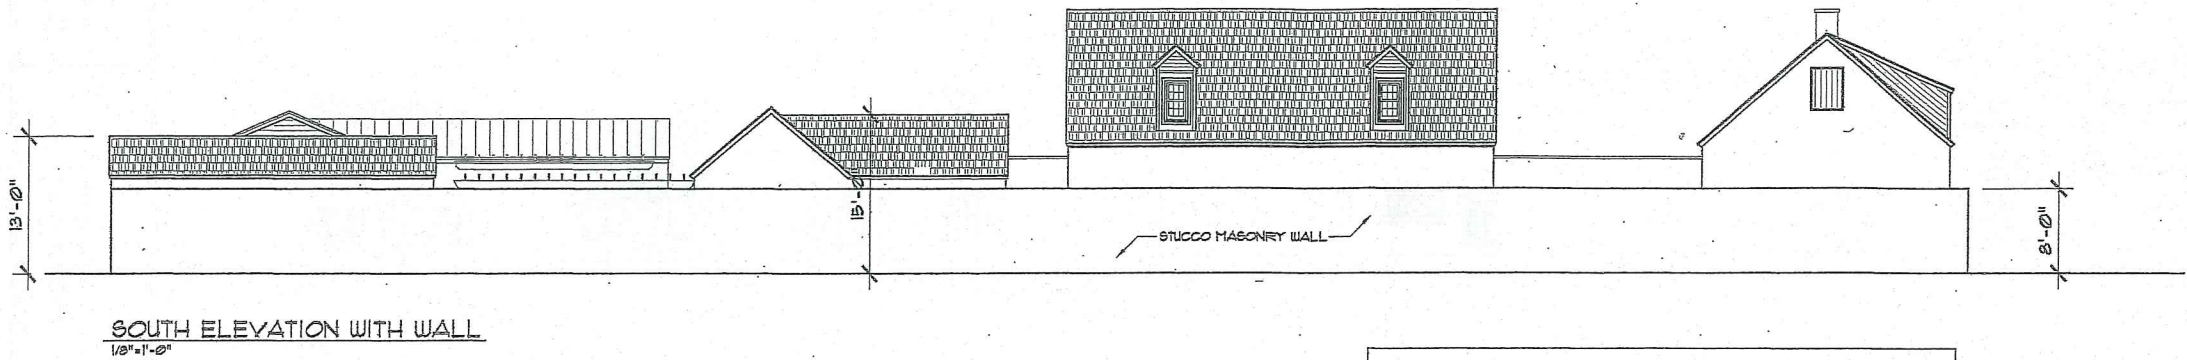 13'-0"
15'-0"
STUCCO MASONRY WALL
8'-0"
SOUTH ELEVATION WITH WALL
1/8"=1'-0"